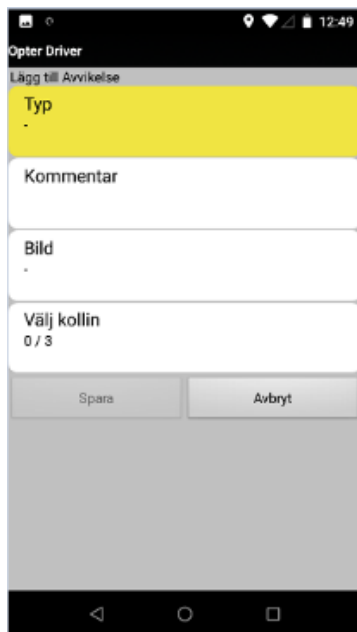 12:49
Opter Driver
Lägg till Avvikelse
Typ
-
Kommentar
Bild
-
Välj kollin
0 / 3
Spara
Avbryt